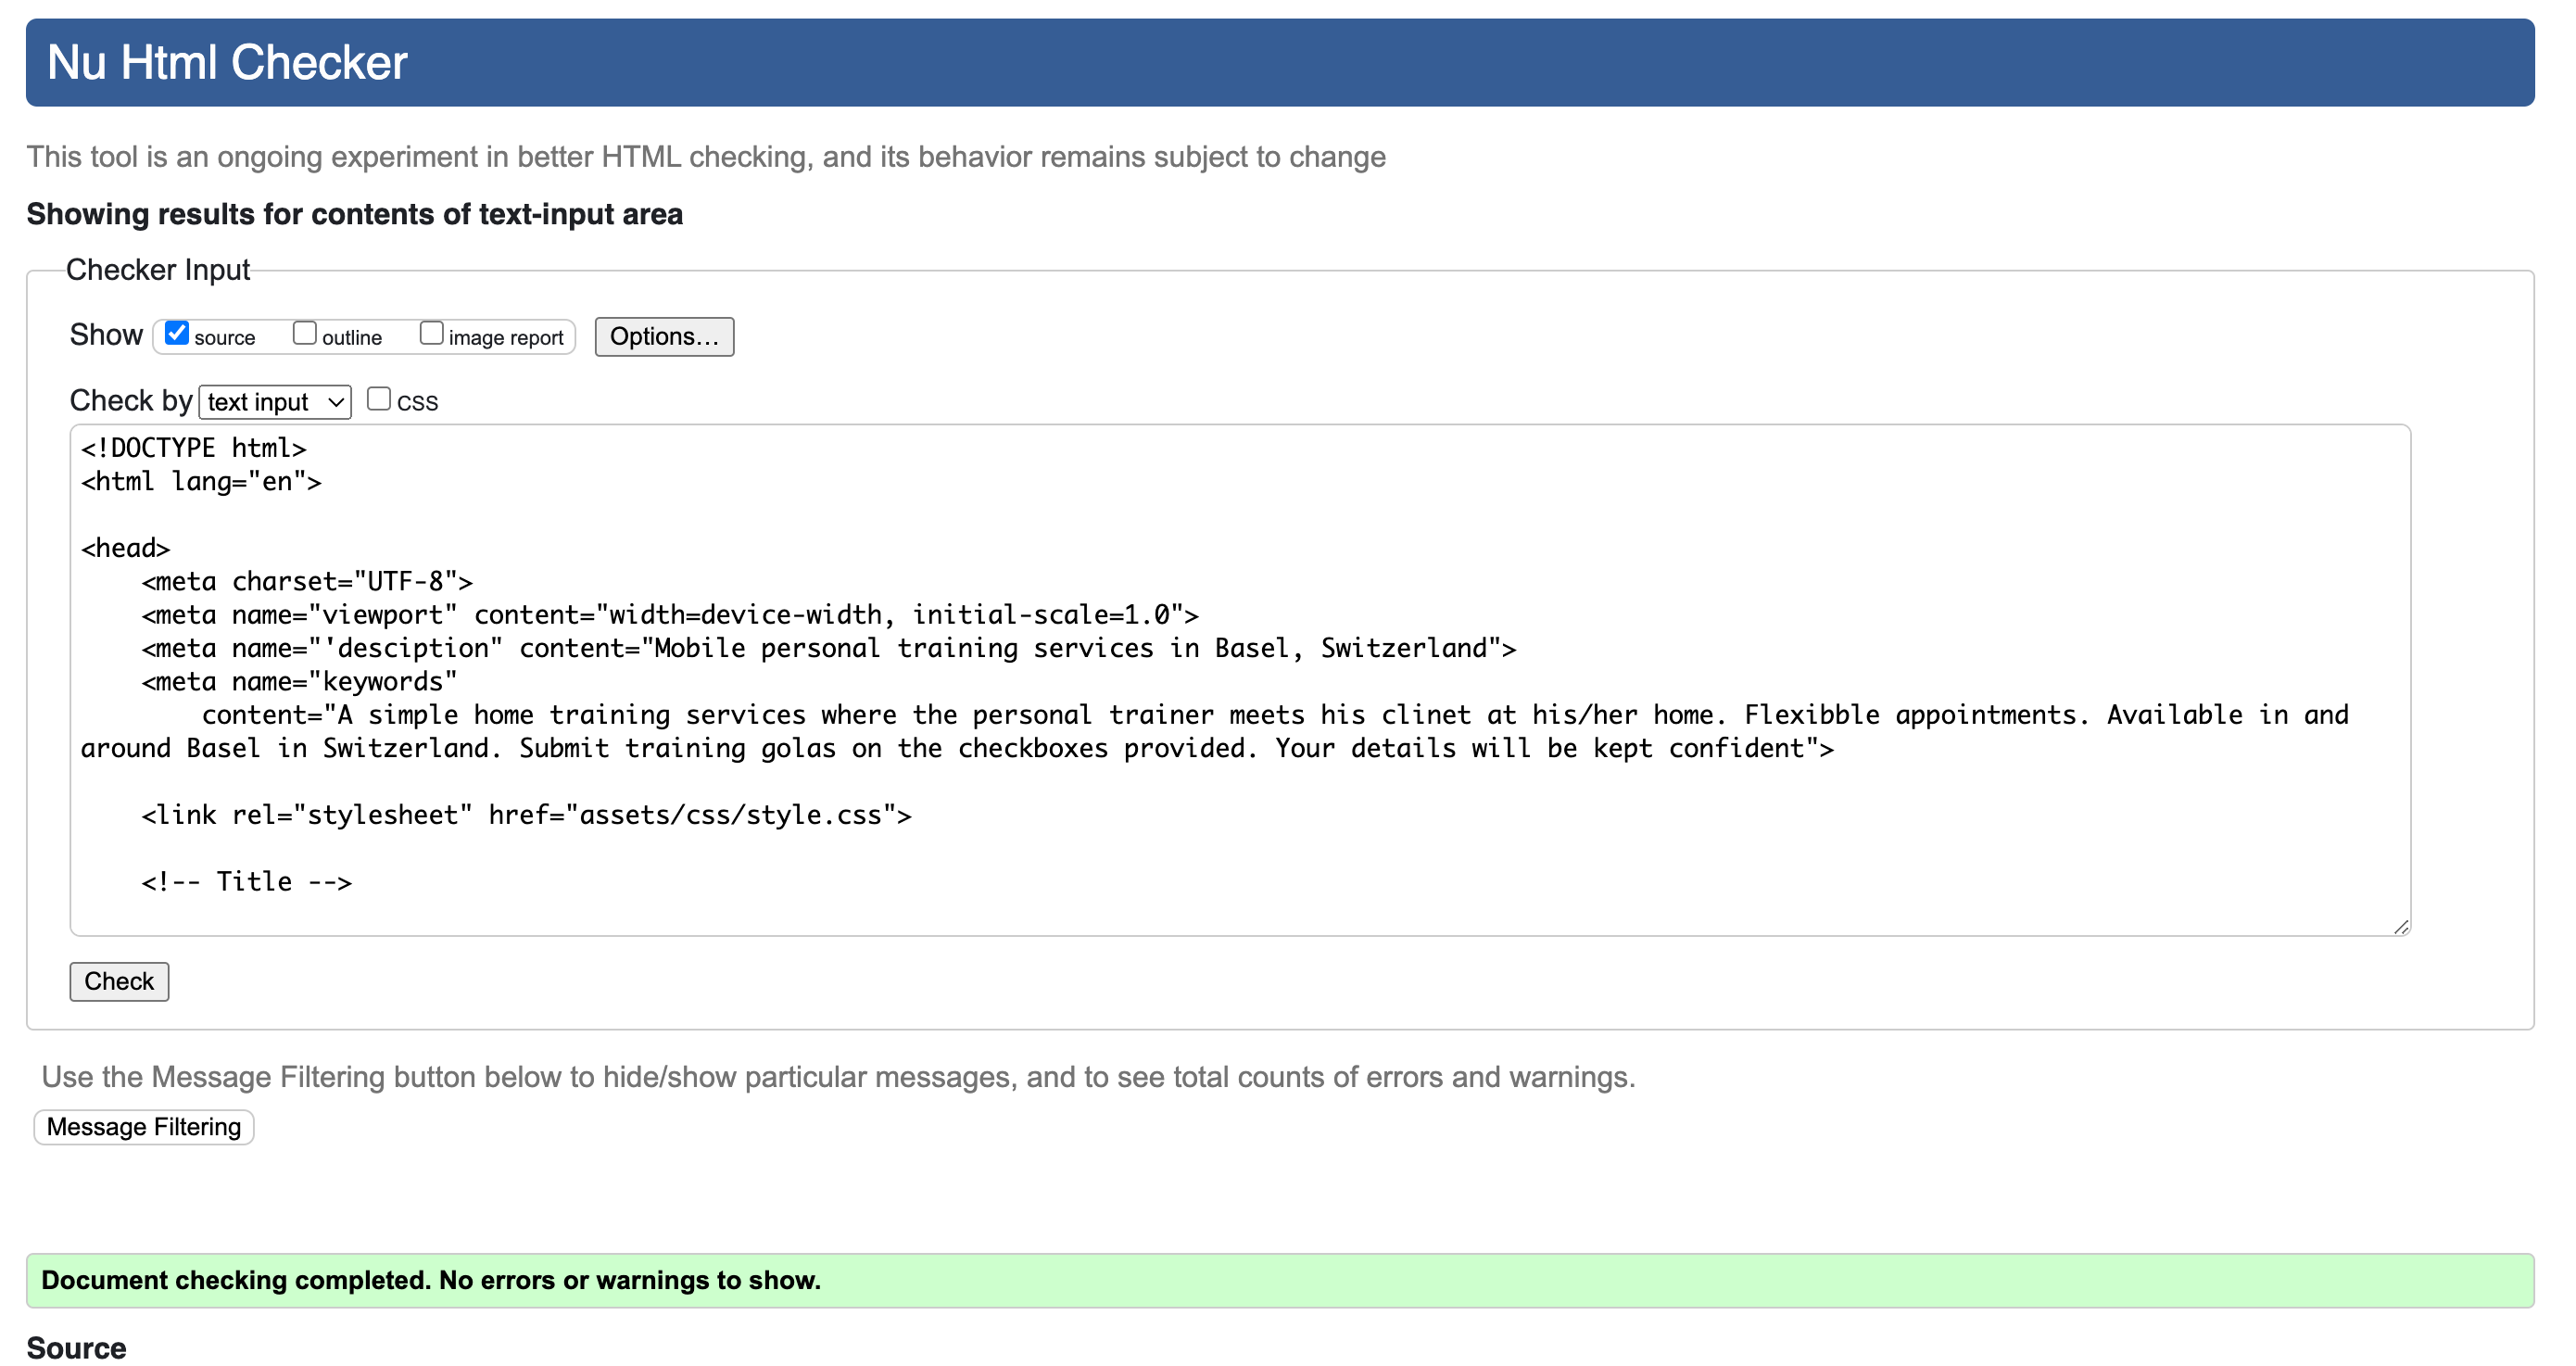 Nu Html Checker
This tool is an ongoing experiment in better HTML checking, and its behavior remains subject to change
Showing results for contents of text-input area
Checker Input
Show source outline image report Options...
Check by text input CSS
<!DOCTYPE html>
<html lang="en">
<head>
<meta charset="UTF-8">
<meta name="viewport" content="width=device-width, initial-scale=1.0">
<meta name="'desciption" content="Mobile personal training services in Basel, Switzerland">
<meta name="keywords"
content="A simple home training services where the personal trainer meets his clinet at his/her home. Flexibble appointments. Available in and
around Basel in Switzerland. Submit training golas on the checkboxes provided. Your details will be kept confident">
<link rel="stylesheet" href="assets/css/style.css">
<!-- Title -->
Check
Use the Message Filtering button below to hide/show particular messages, and to see total counts of errors and warnings.
Message Filtering
Document checking completed. No errors or warnings to show.
Source